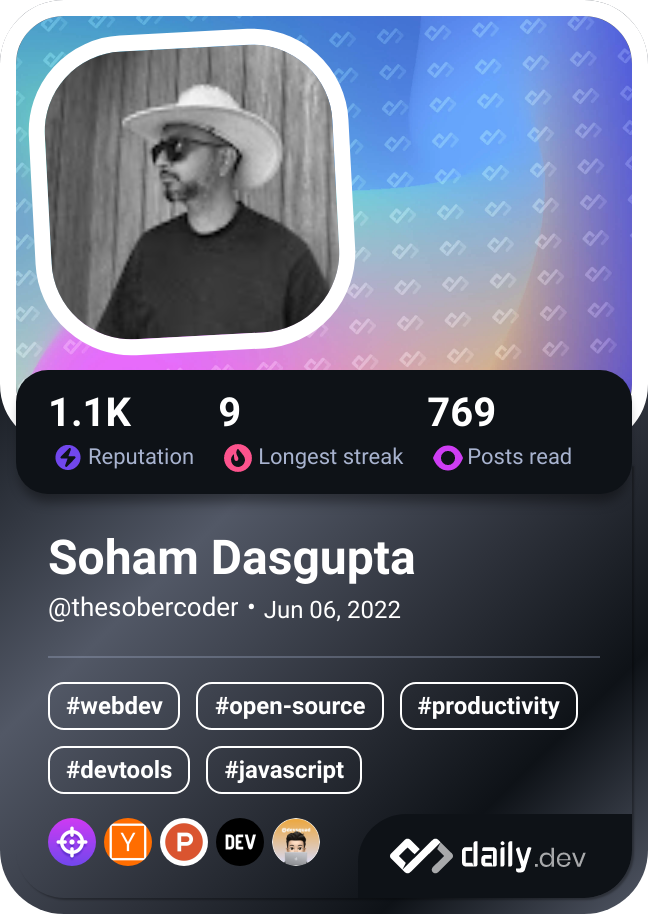 1.1K 9 769
Reputation Longest streak Posts read
Soham Dasgupta
@thesobercoder • Jun 06, 2022
#webdev #open-source #productivity
#devtools #javascript
Y P DEV
daily.dev